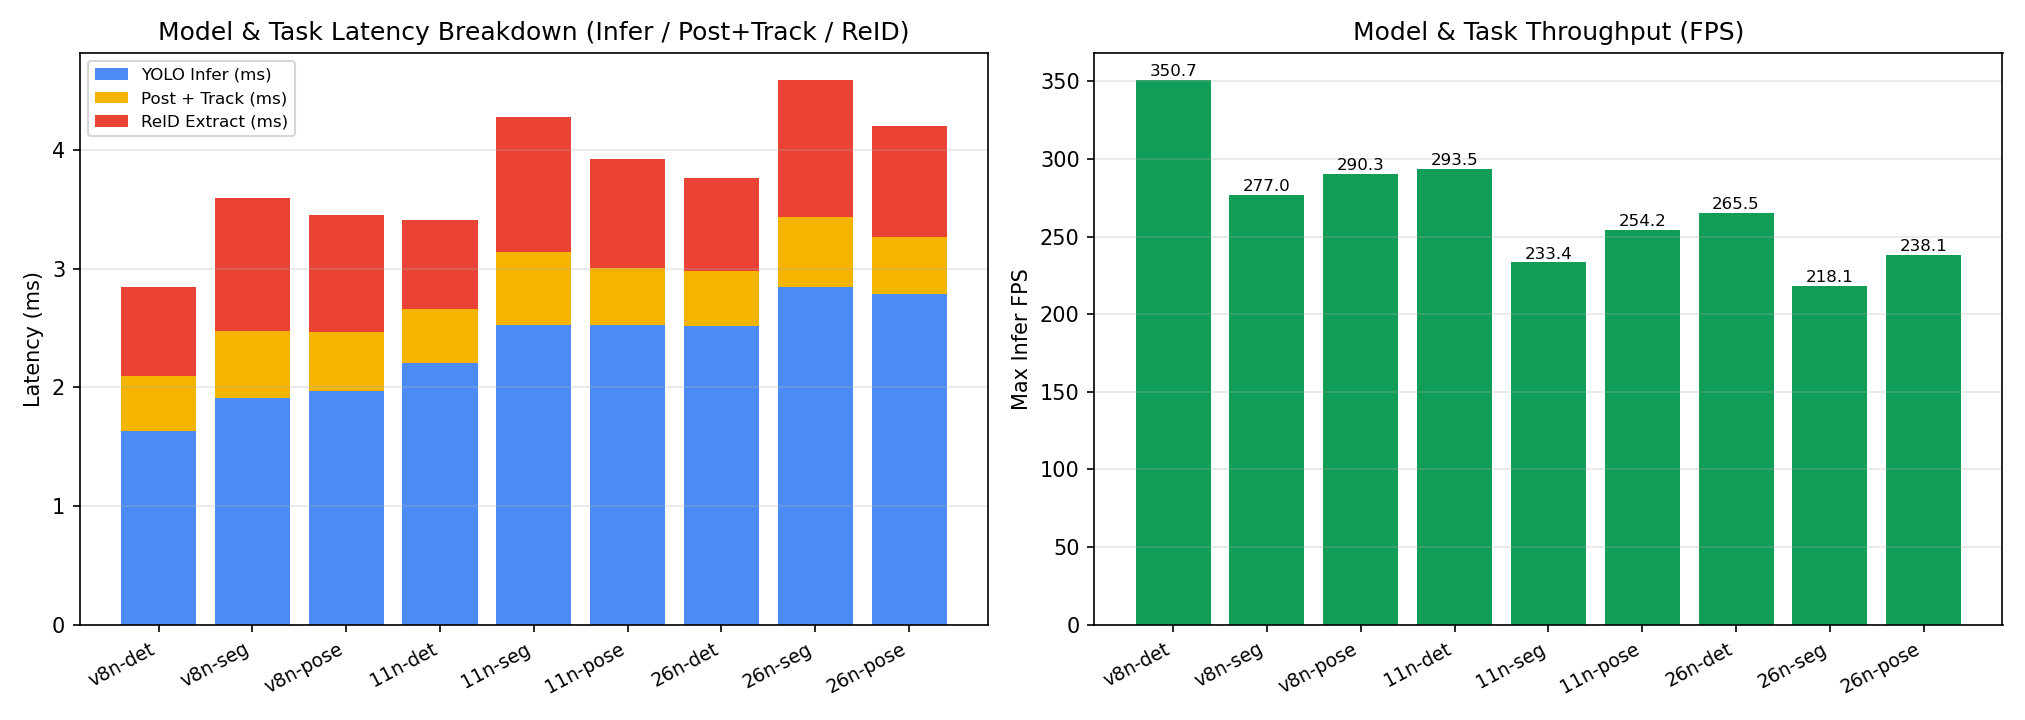 Model & Task Latency Breakdown (Infer / Post+Track / ReID)
YOLO Infer (ms)
Post + Track (ms)
ReID Extract (ms)
Latency (ms)
4
3
2
1
0
v8n-det
v8n-seg
v8n-pose
11n-det
11n-seg
11n-pose
26n-det
26n-seg
26n-pose
Model & Task Throughput (FPS)
Max Infer FPS
350
300
250
200
150
100
50
0
350.7
277.0
290.3
293.5
233.4
254.2
265.5
218.1
238.1
v8n-det
v8n-seg
v8n-pose
11n-det
11n-seg
11n-pose
26n-det
26n-seg
26n-pose